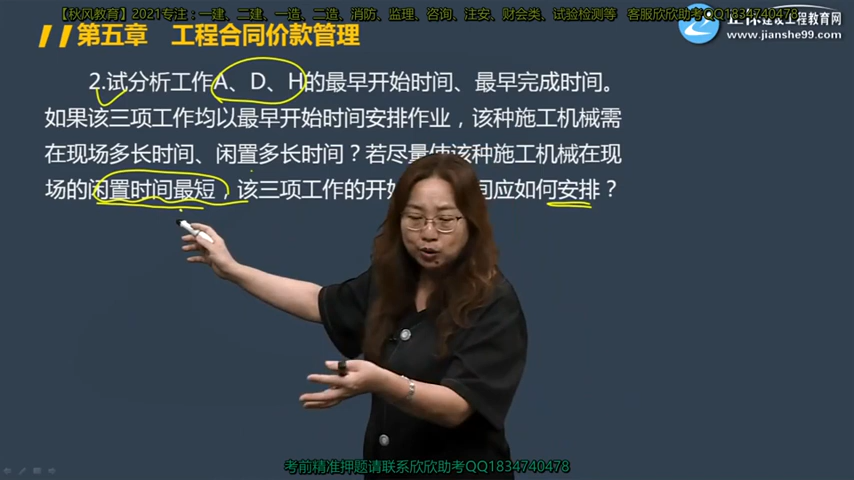 【秋风教育】2021专注:一建、二建、一造、二造、消防、监理、咨询、注安、财会类、试验检测等 客服欣欣助考QQ1834740478
建设工程教育网
www.jianshe99.com
第五章 工程合同价款管理
2.试分析工作A、D、H的最早开始时间、最早完成时间。
如果该三项工作均以最早开始时间安排作业，该种施工机械需
在现场多长时间、闲置多长时间？若尽量使该种施工机械在现
场的闲置时间最短，该三项工作的开始 间应如何安排？
考前精准押题请联系欣欣助考QQ1834740478